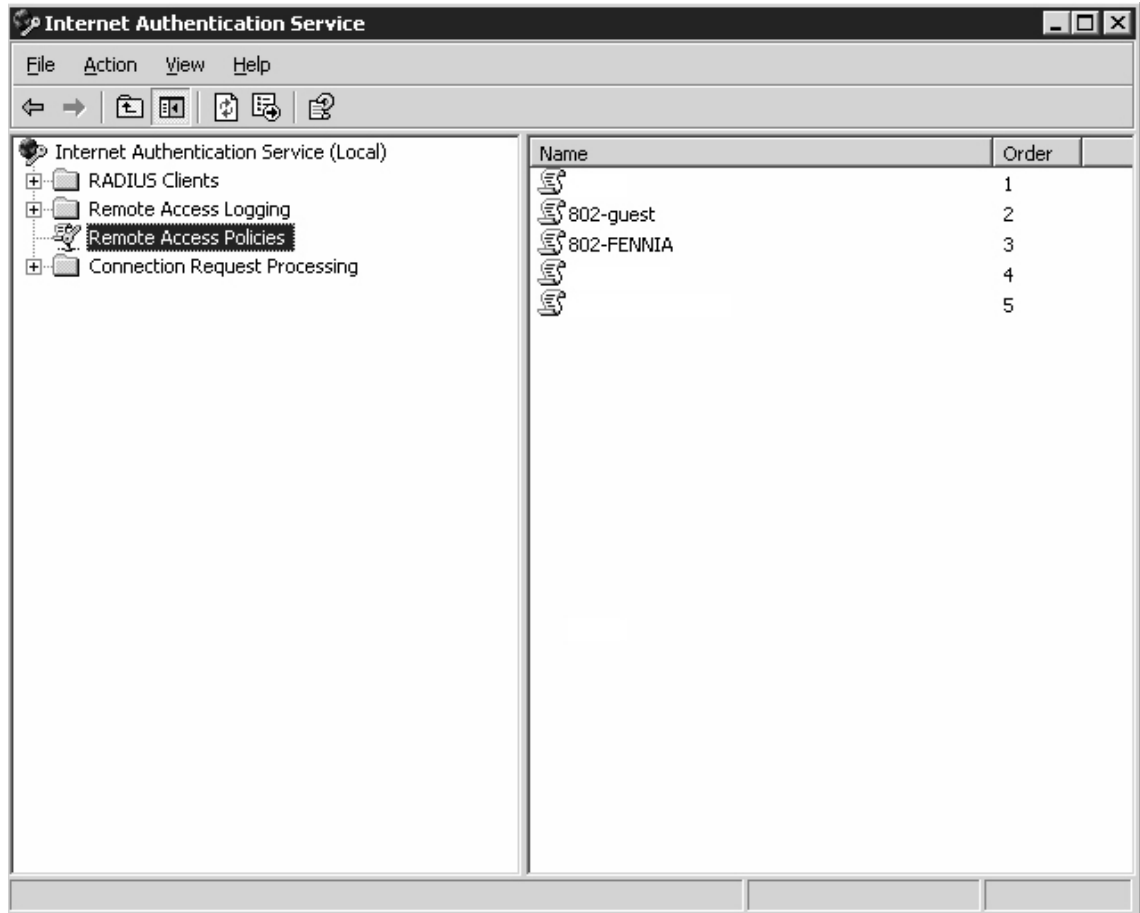 Internet Authentication Service
File Action View Help
Internet Authentication Service (Local)
RADIUS Clients
Remote Access Logging
Remote Access Policies
Connection Request Processing
Name Order
1
802-guest 2
802-FENNIA 3
4
5